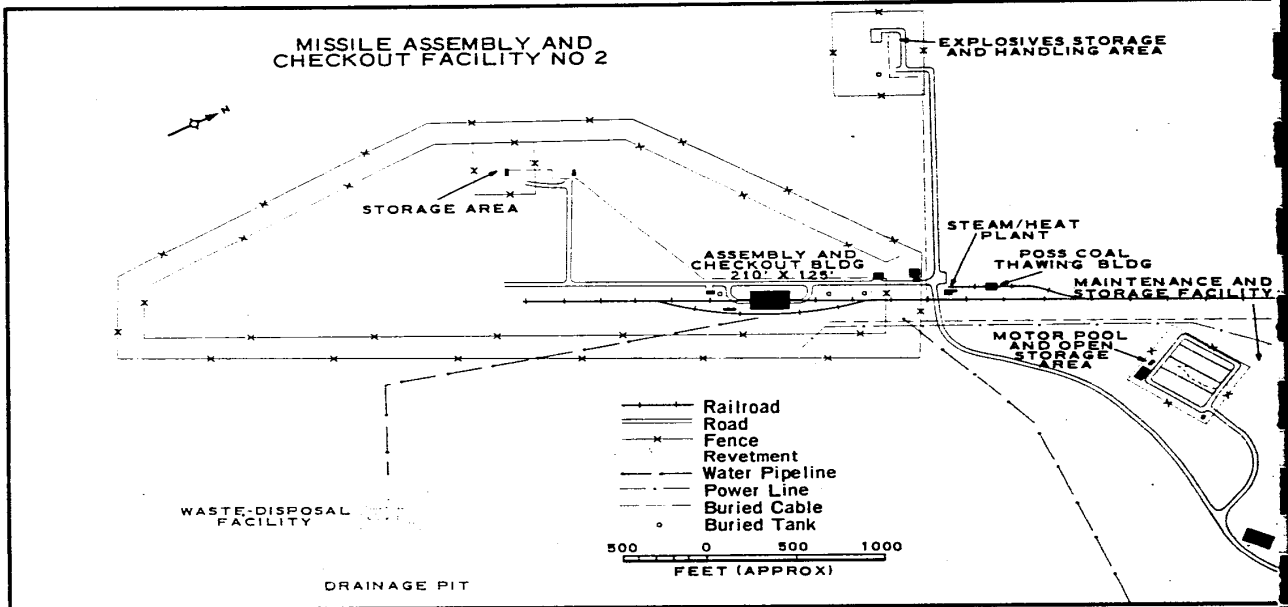 MISSILE ASSEMBLY AND
CHECKOUT FACILITY NO 2
EXPLOSIVES STORAGE
AND HANDLING AREA
N
STORAGE AREA
STEAM/HEAT
PLANT
POSS COAL
THAWING BLDG
ASSEMBLY AND
CHECKOUT BLDG
210' X 125'
MAINTENANCE AND
STORAGE FACILITY
MOTOR POOL
AND OPEN
STORAGE
AREA
Railroad
Road
Fence
Revetment
Water Pipeline
Power Line
Buried Cable
Buried Tank
WASTE-DISPOSAL
FACILITY
500 0 500 1000
FEET (APPROX)
DRAINAGE PIT